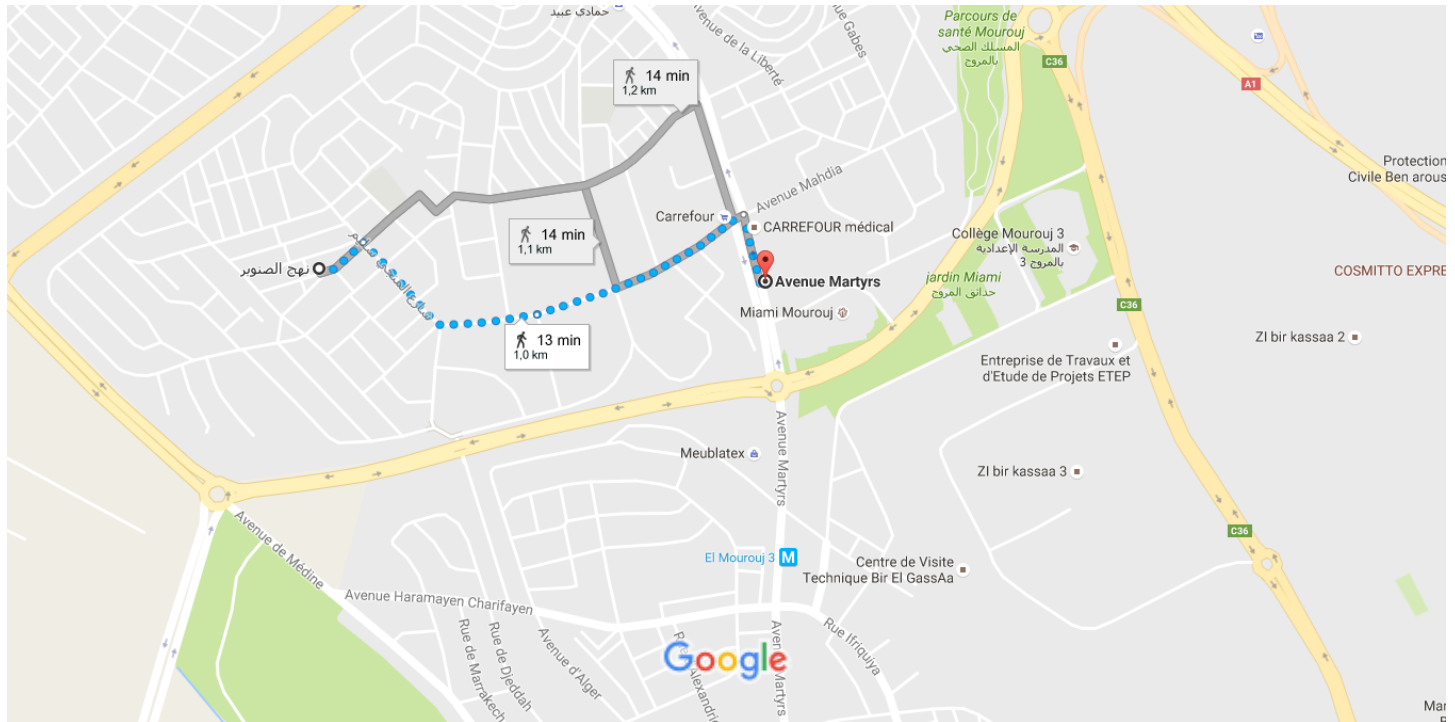 حمادي عبيد
Avenue de la Liberté
Avenue Gabes
Parcours de
santé Mourouj
المسلك الصحي
بالمروج
C36
A1
14 min
1,2 km
Protection
Civile Ben arous
Avenue Mahdia
Carrefour
CARREFOUR médical
14 min
1,1 km
Collège Mourouj 3
المدرسة الإعدادية
بالمروج 3
نهج الصنوبر
COSMITTO EXPRE
Avenue Martyrs
jardin Miami
حدائق المروج
C36
Miami Mourouj
13 min
1,0 km
ZI bir kassaa 2
Entreprise de Travaux et
d'Etude de Projets ETEP
Avenue Martyrs
Meublatex
ZI bir kassaa 3
Avenue de Médine
C36
El Mourouj 3
M
Centre de Visite
Technique Bir El GassAa
Avenue Haramayen Charifayen
Rue de Marrakech
Rue de Djeddah
Avenue d'Alger
Rue Ifriquiya
Avenue Martyrs
Google